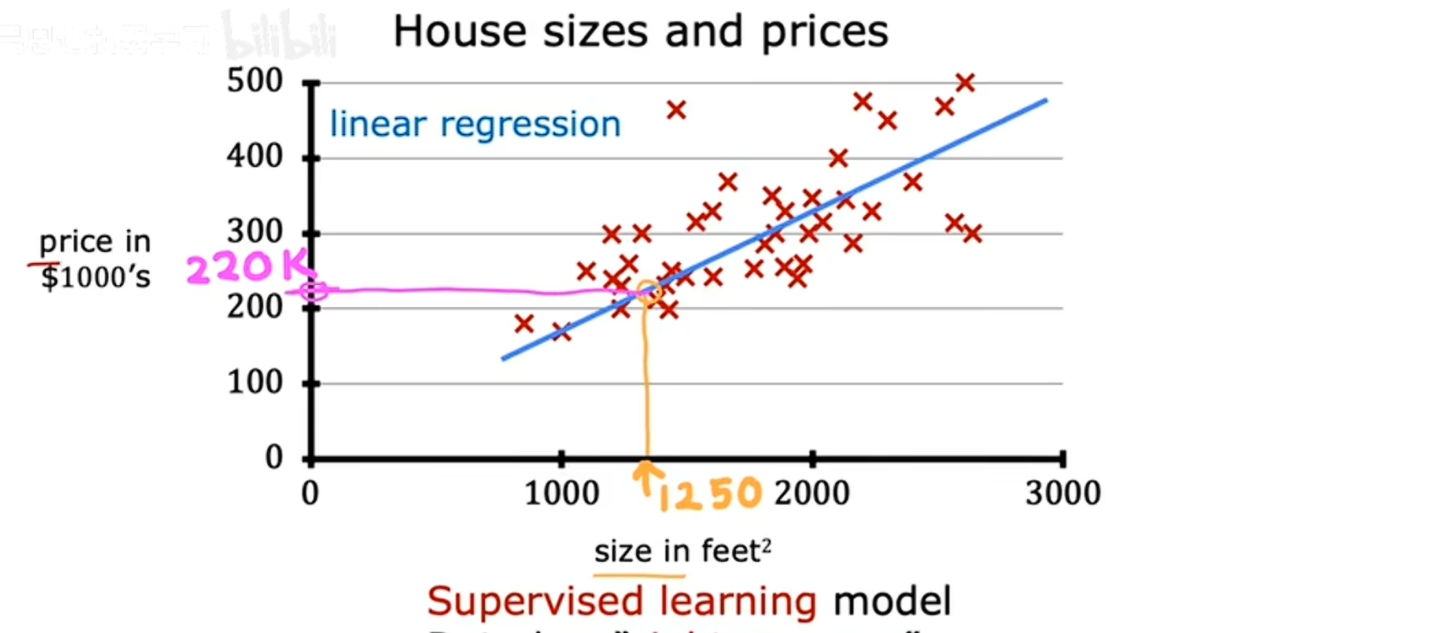 bilibili
House sizes and prices
500
linear regression
400
300
price in
$1000's
220K
200
100
0
0 1000 2000 3000
1250
size in feet²
Supervised learning model